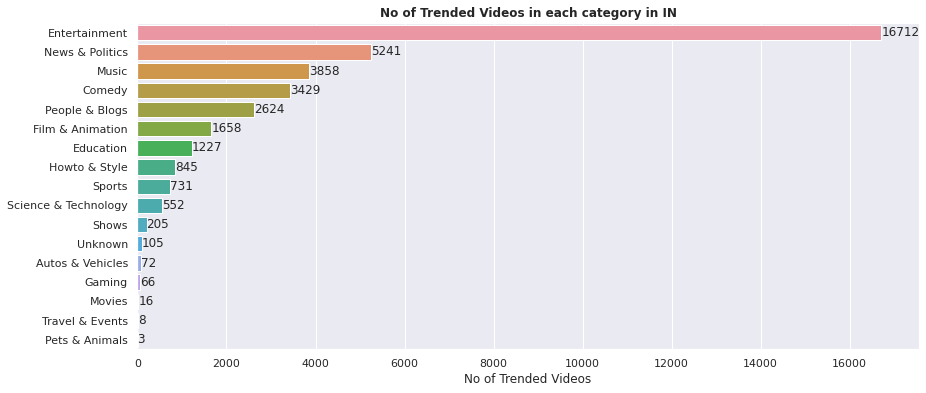 No of Trended Videos in each category in IN
Entertainment 16712
News & Politics 5241
Music 3858
Comedy 3429
People & Blogs 2624
Film & Animation 1658
Education 1227
Howto & Style 845
Sports 731
Science & Technology 552
Shows 205
Unknown 105
Autos & Vehicles 72
Gaming 66
Movies 16
Travel & Events 8
Pets & Animals 3
0 2000 4000 6000 8000 10000 12000 14000 16000
No of Trended Videos